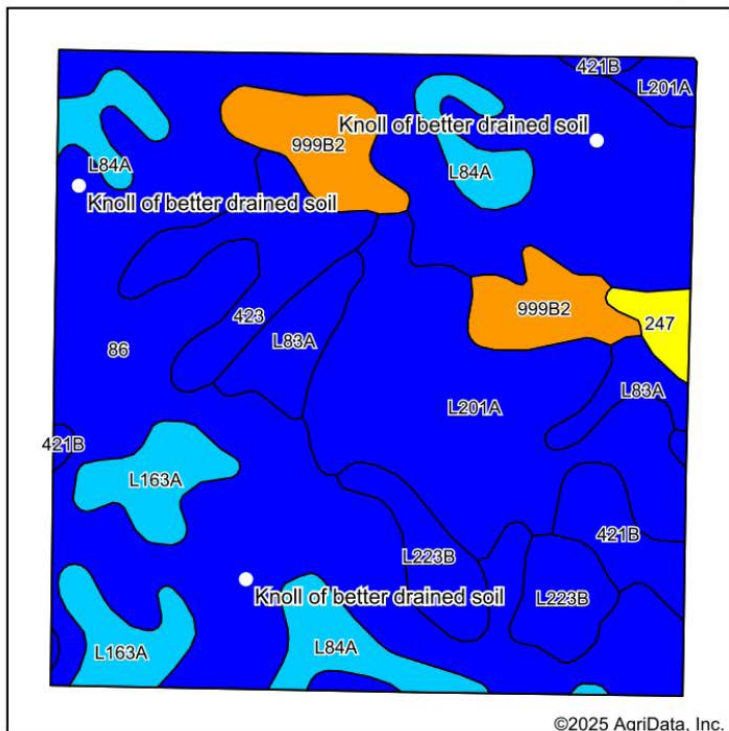 421B
L201A
Knoll of better drained soil
999B2
L84A
L84A
Knoll of better drained soil
999B2
247
423
L83A
86
L83A
L201A
421B
L163A
421B
L223B
L223B
Knoll of better drained soil
L163A
L84A
©2025 AgriData, Inc.